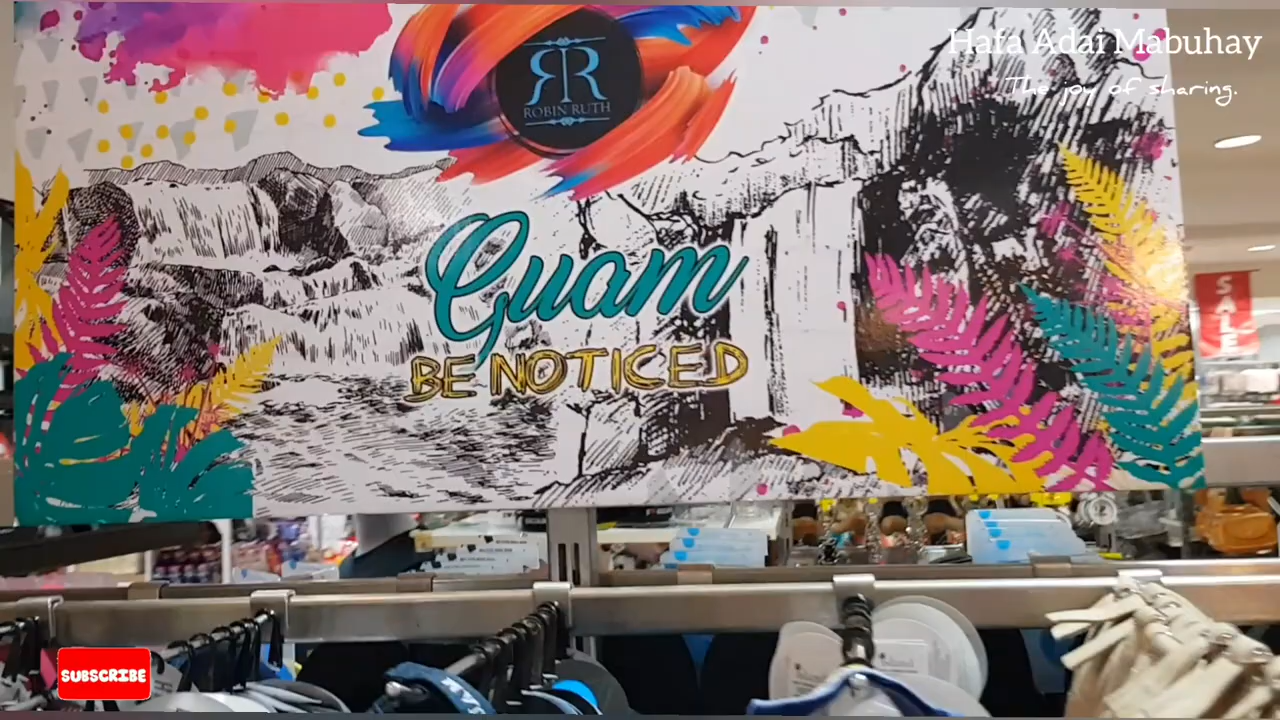 Hafa Adai Mabuhay
The joy of sharing.
RR
ROBIN RUTH
Guam
BE NOTICED
SALE
SUBSCRIBE